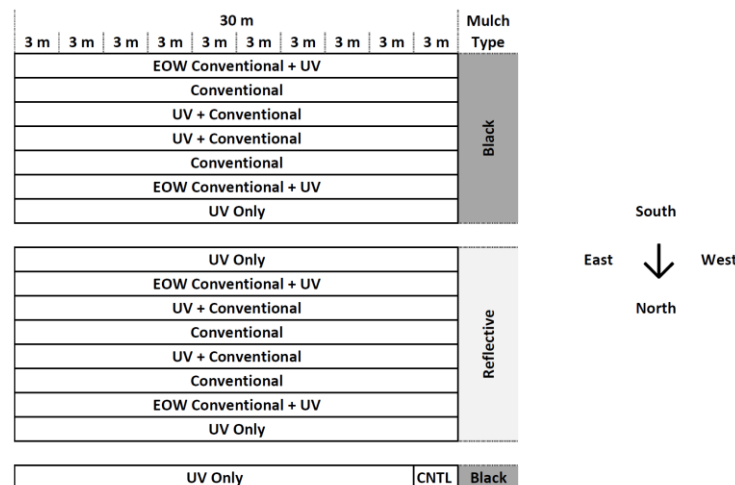 30 m Mulch
3 m 3 m 3 m 3 m 3 m 3 m 3 m 3 m 3 m 3 m Type
EOW Conventional + UV
Conventional
UV + Conventional
UV + Conventional
Conventional
EOW Conventional + UV
UV Only
Black
UV Only
EOW Conventional + UV
UV + Conventional
Conventional
UV + Conventional
Conventional
EOW Conventional + UV
UV Only
Reflective
UV Only CNTL Black
South
East West
North